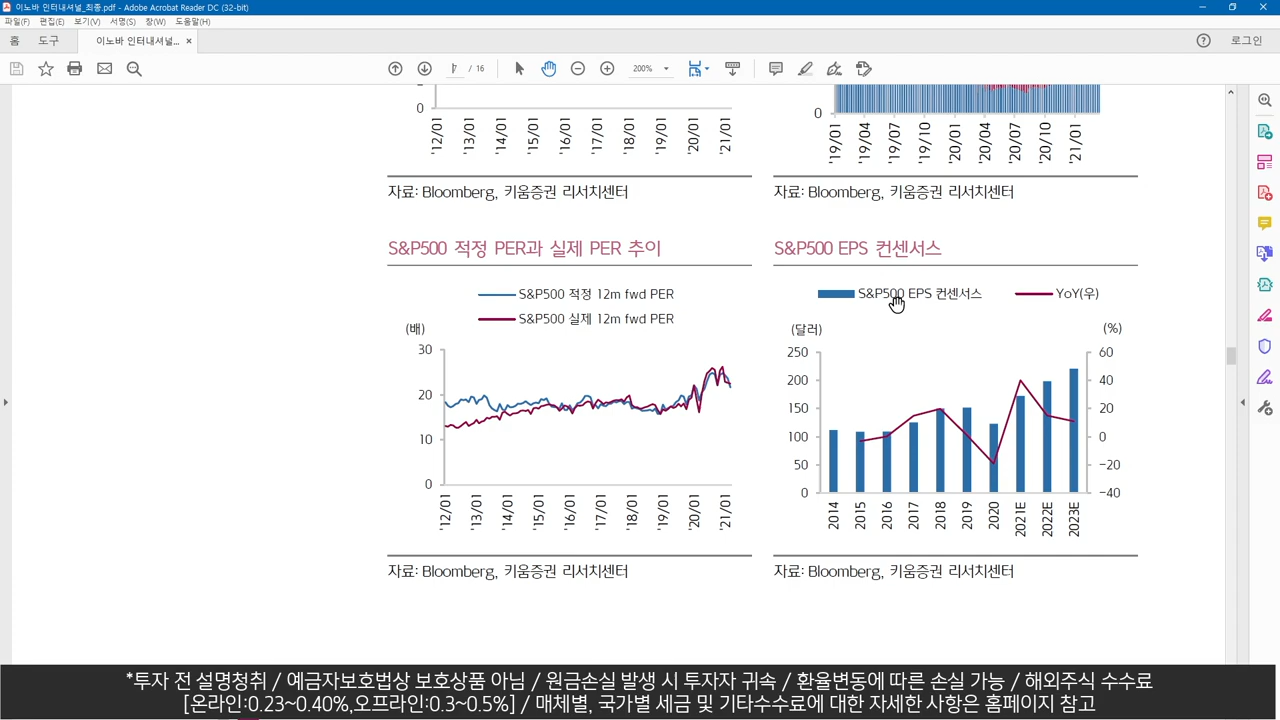 이노바 인터내셔널_최종.pdf - Adobe Acrobat Reader DC (32-bit)
파일(F) 편집(E) 보기(V) 서명(S) 창(W) 도움말(H)
홈 도구 이노바 인터내셔널... × 로그인
/ 16 200%
0
'12/01 '13/01 '14/01 '15/01 '16/01 '17/01 '18/01 '19/01 '20/01 '21/01
0
'19/01 '19/04 '19/07 '19/10 '20/01 '20/04 '20/07 '20/10 '21/01
자료: Bloomberg, 키움증권 리서치센터
자료: Bloomberg, 키움증권 리서치센터
S&P500 적정 PER과 실제 PER 추이
S&P500 적정 12m fwd PER
S&P500 실제 12m fwd PER
(배)
30
20
10
0
'12/01 '13/01 '14/01 '15/01 '16/01 '17/01 '18/01 '19/01 '20/01 '21/01
자료: Bloomberg, 키움증권 리서치센터
S&P500 EPS 컨센서스
S&P500 EPS 컨센서스 YoY(우)
(달러) (%)
250 60
200 40
150 20
100 0
50 -20
0 -40
2014 2015 2016 2017 2018 2019 2020 2021E 2022E 2023E
자료: Bloomberg, 키움증권 리서치센터
*투자 전 설명청취 / 예금자보호법상 보호상품 아님 / 원금손실 발생 시 투자자 귀속 / 환율변동에 따른 손실 가능 / 해외주식 수수료
[온라인:0.23~0.40%,오프라인:0.3~0.5%] / 매체별, 국가별 세금 및 기타수수료에 대한 자세한 사항은 홈페이지 참고